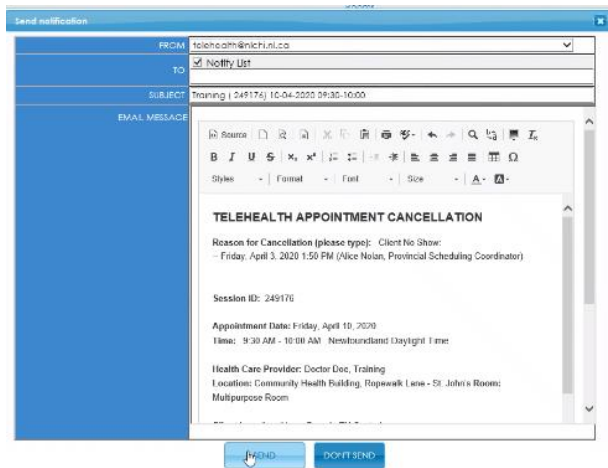 Send notification
FROM telehealth@nlchi.nl.ca
TO Notify List
SUBJECT Training ( 249176) 10-04-2020 09:30-10:00
EMAIL MESSAGE
Source
B I U S x₂ x² Ω
Styles Format Font Size A A
TELEHEALTH APPOINTMENT CANCELLATION
Reason for Cancellation (please type): Client No Show:
-- Friday, April 3, 2020 1:50 PM (Alice Nolan, Provincial Scheduling Coordinator)
Session ID: 249176
Appointment Date: Friday, April 10, 2020
Time: 9:30 AM - 10:00 AM Newfoundland Daylight Time
Health Care Provider: Doctor Doe, Training
Location: Community Health Building, Ropewalk Lane - St. John's Room:
Multipurpose Room
SEND DON'T SEND